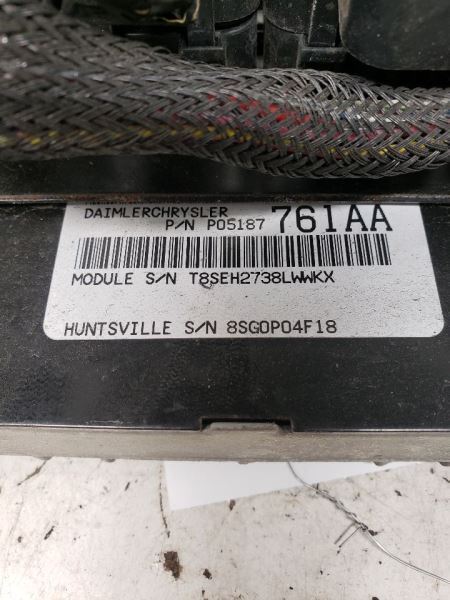 DAIMLERCHRYSLER
P/N P05187 761AA
MODULE S/N T8SEH2738LWWKX
HUNTSVILLE S/N 8SG0P04F18